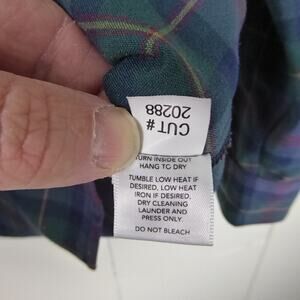 CUT #
20288
TURN INSIDE OUT
HANG TO DRY
TUMBLE LOW HEAT IF
DESIRED, LOW HEAT
IRON IF DESIRED,
DRY CLEANING
LAUNDER AND
PRESS ONLY.
DO NOT BLEACH